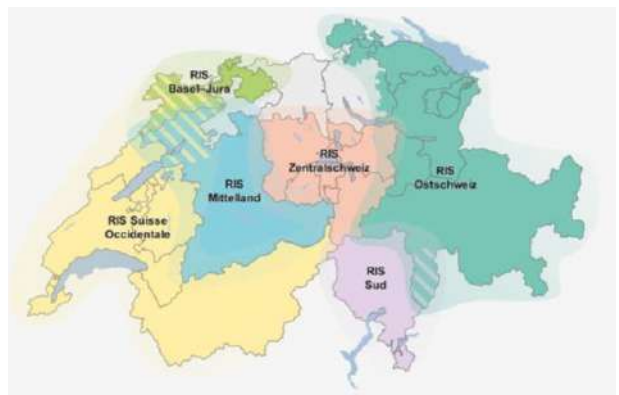 RIS
Basel-Jura
RIS
Zentralschweiz
RIS
Mittelland
RIS
Ostschweiz
RIS Suisse
Occidentale
RIS
Sud